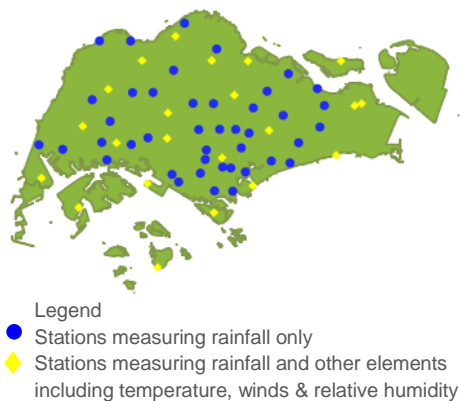 Legend
Stations measuring rainfall only
Stations measuring rainfall and other elements
including temperature, winds & relative humidity